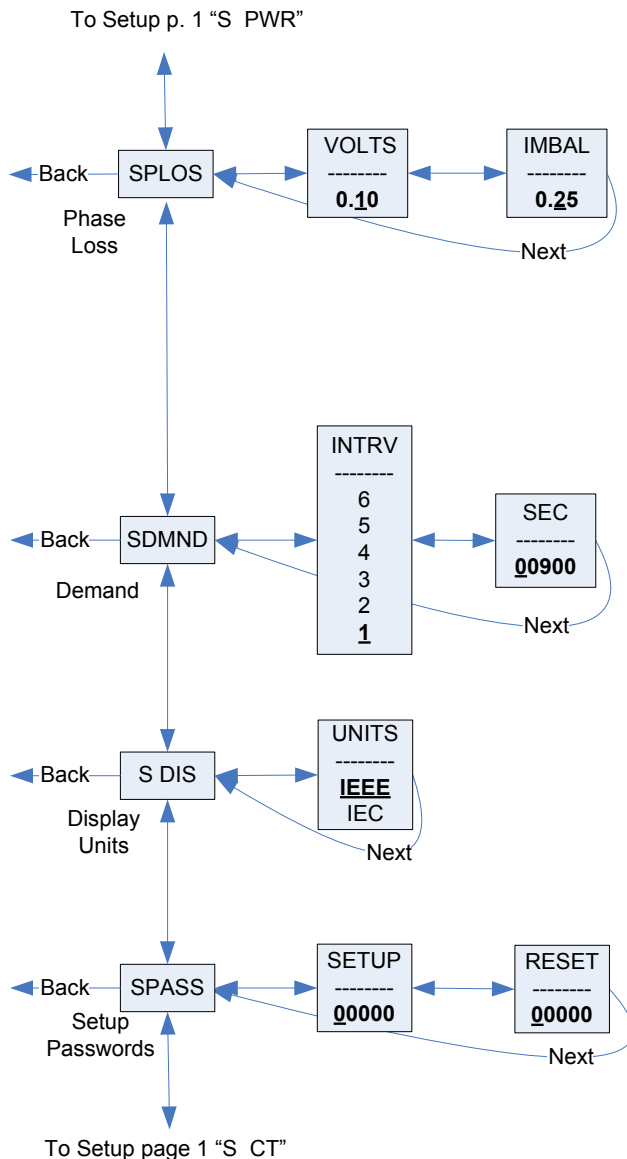 To Setup p. 1 “S PWR”
Back
SPLOS
Phase
Loss
VOLTS
--------
0.10
IMBAL
--------
0.25
Next
Back
SDMND
Demand
INTRV
--------
6
5
4
3
2
1
SEC
--------
00900
Next
Back
S DIS
Display
Units
UNITS
--------
IEEE
IEC
Next
Back
SPASS
Setup
Passwords
SETUP
--------
00000
RESET
--------
00000
Next
To Setup page 1 “S CT”